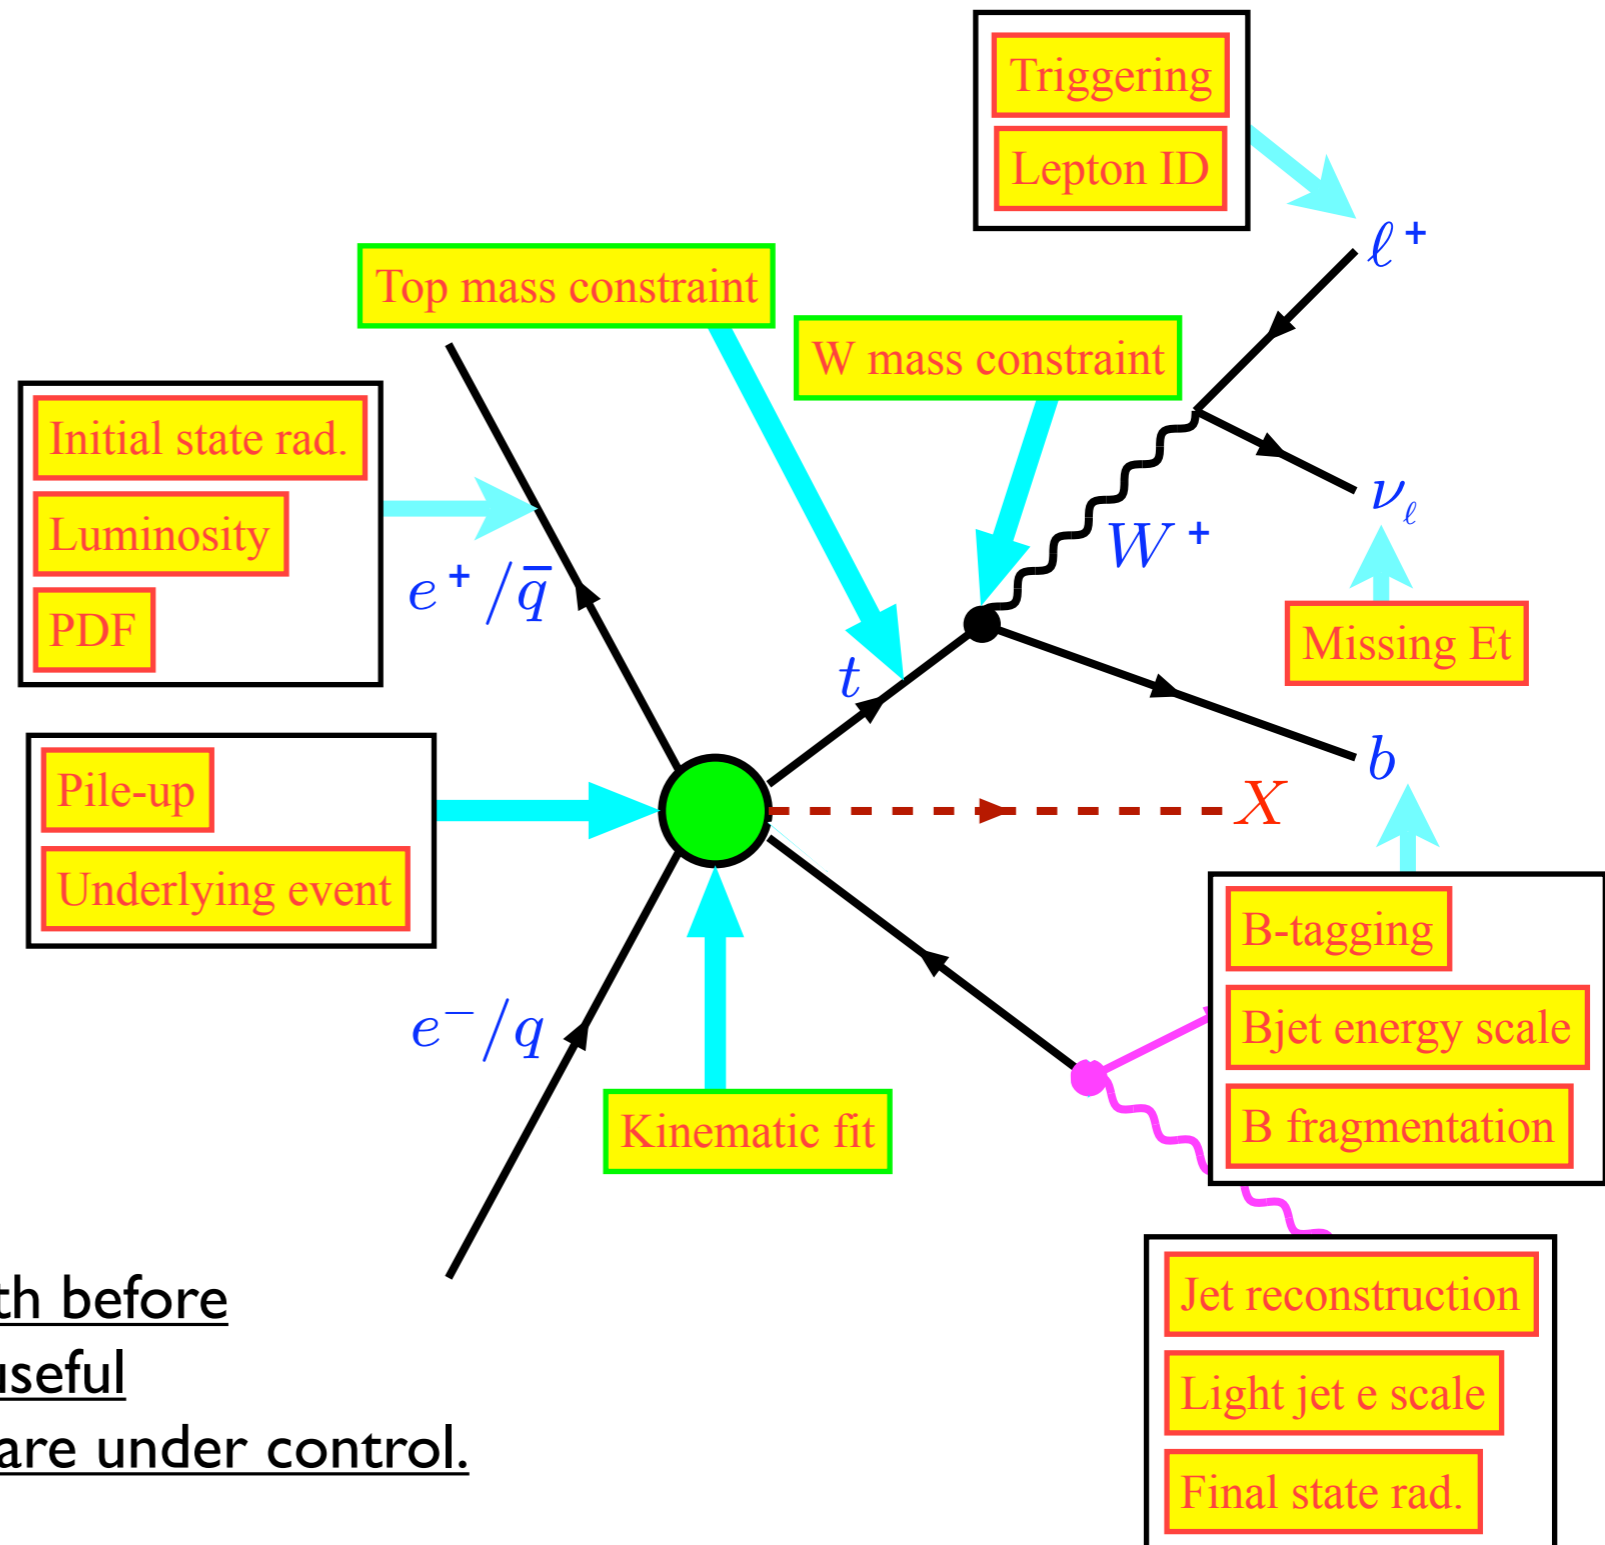 Triggering
Lepton ID
ℓ⁺
Top mass constraint
W mass constraint
Initial state rad.
Luminosity
PDF
e⁺/q̄
W⁺
ν_ℓ
Missing Et
t
b
Pile-up
Underlying event
X
e⁻/q
B-tagging
Bjet energy scale
B fragmentation
Kinematic fit
before
useful
are under control.
Jet reconstruction
Light jet e scale
Final state rad.